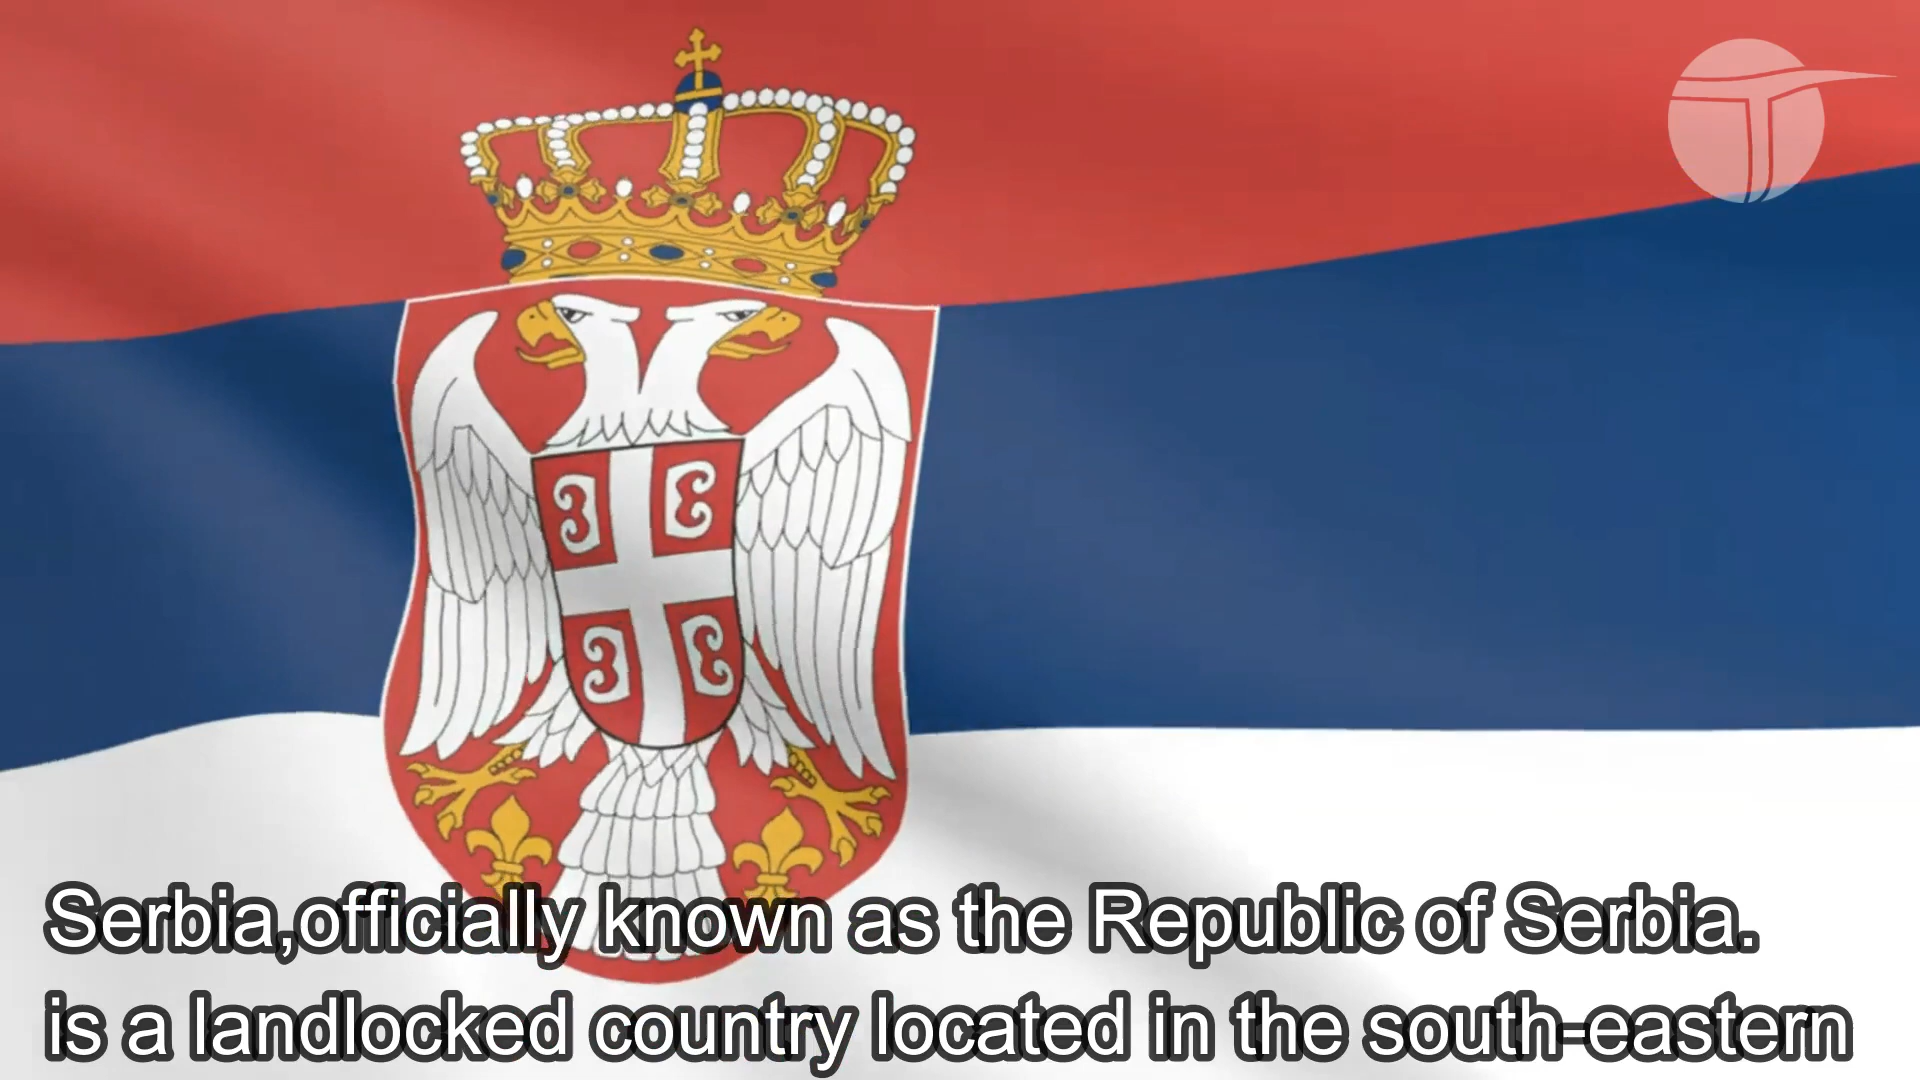 Serbia,officially known as the Republic of Serbia.
is a landlocked country located in the south-eastern